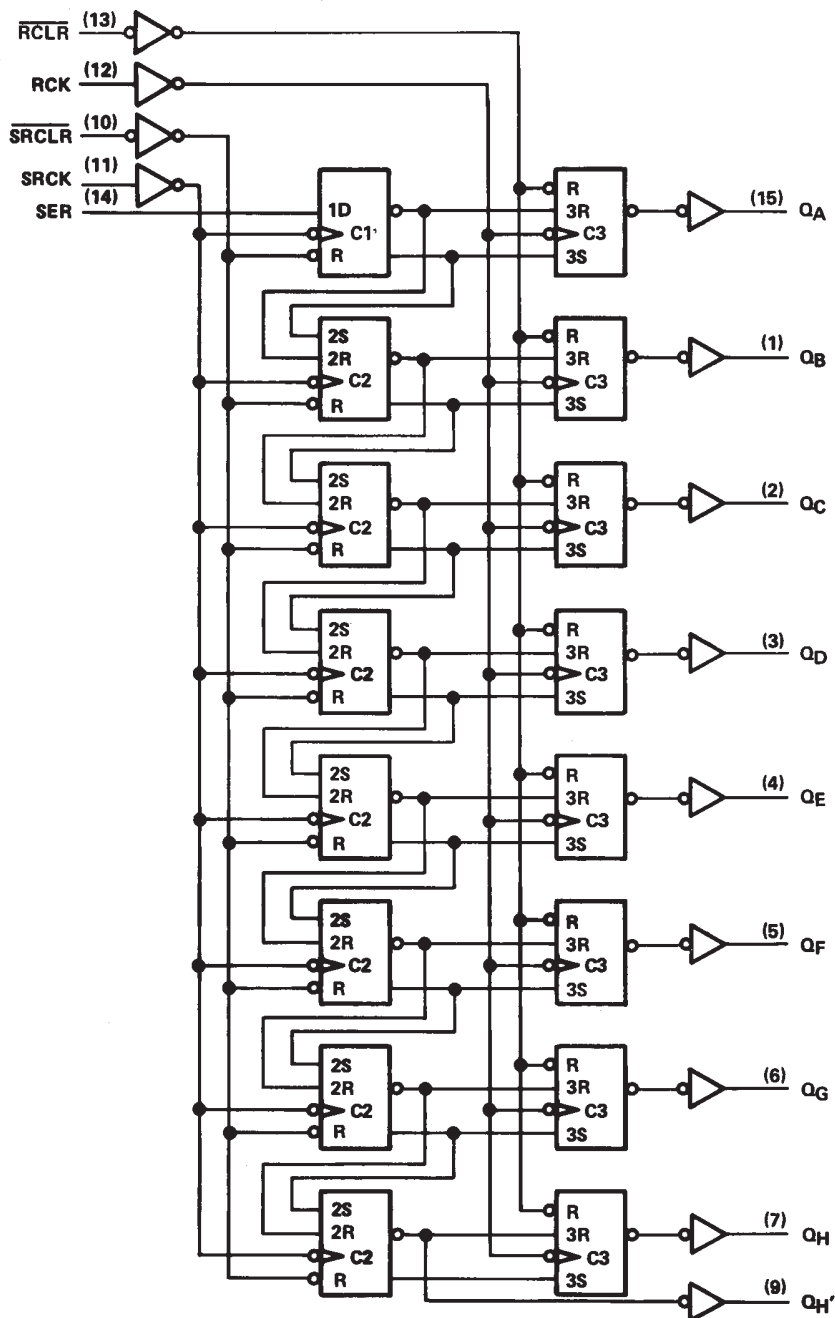 RCLR (13)
RCK (12)
SRCLR (10)
SRCK (11)
SER (14)
1D
C1
R
R
3R
C3
3S
(15) QA
2S
2R
C2
R
R
3R
C3
3S
(1) QB
2S
2R
C2
R
R
3R
C3
3S
(2) QC
2S
2R
C2
R
R
3R
C3
3S
(3) QD
2S
2R
C2
R
R
3R
C3
3S
(4) QE
2S
2R
C2
R
R
3R
C3
3S
(5) QF
2S
2R
C2
R
R
3R
C3
3S
(6) QG
2S
2R
C2
R
R
3R
C3
3S
(7) QH
(9) QH'